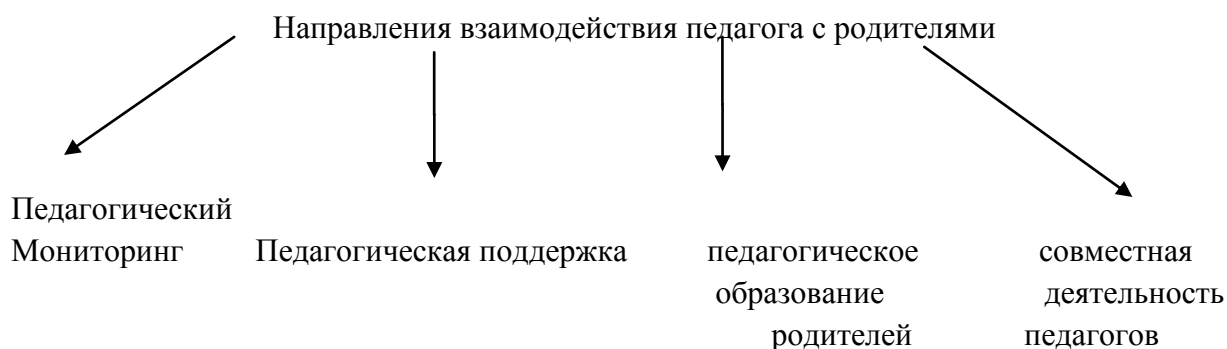 Направления взаимодействия педагога с родителями
Педагогический
Мониторинг
Педагогическая поддержка
педагогическое
образование
родителей
совместная
деятельность
педагогов